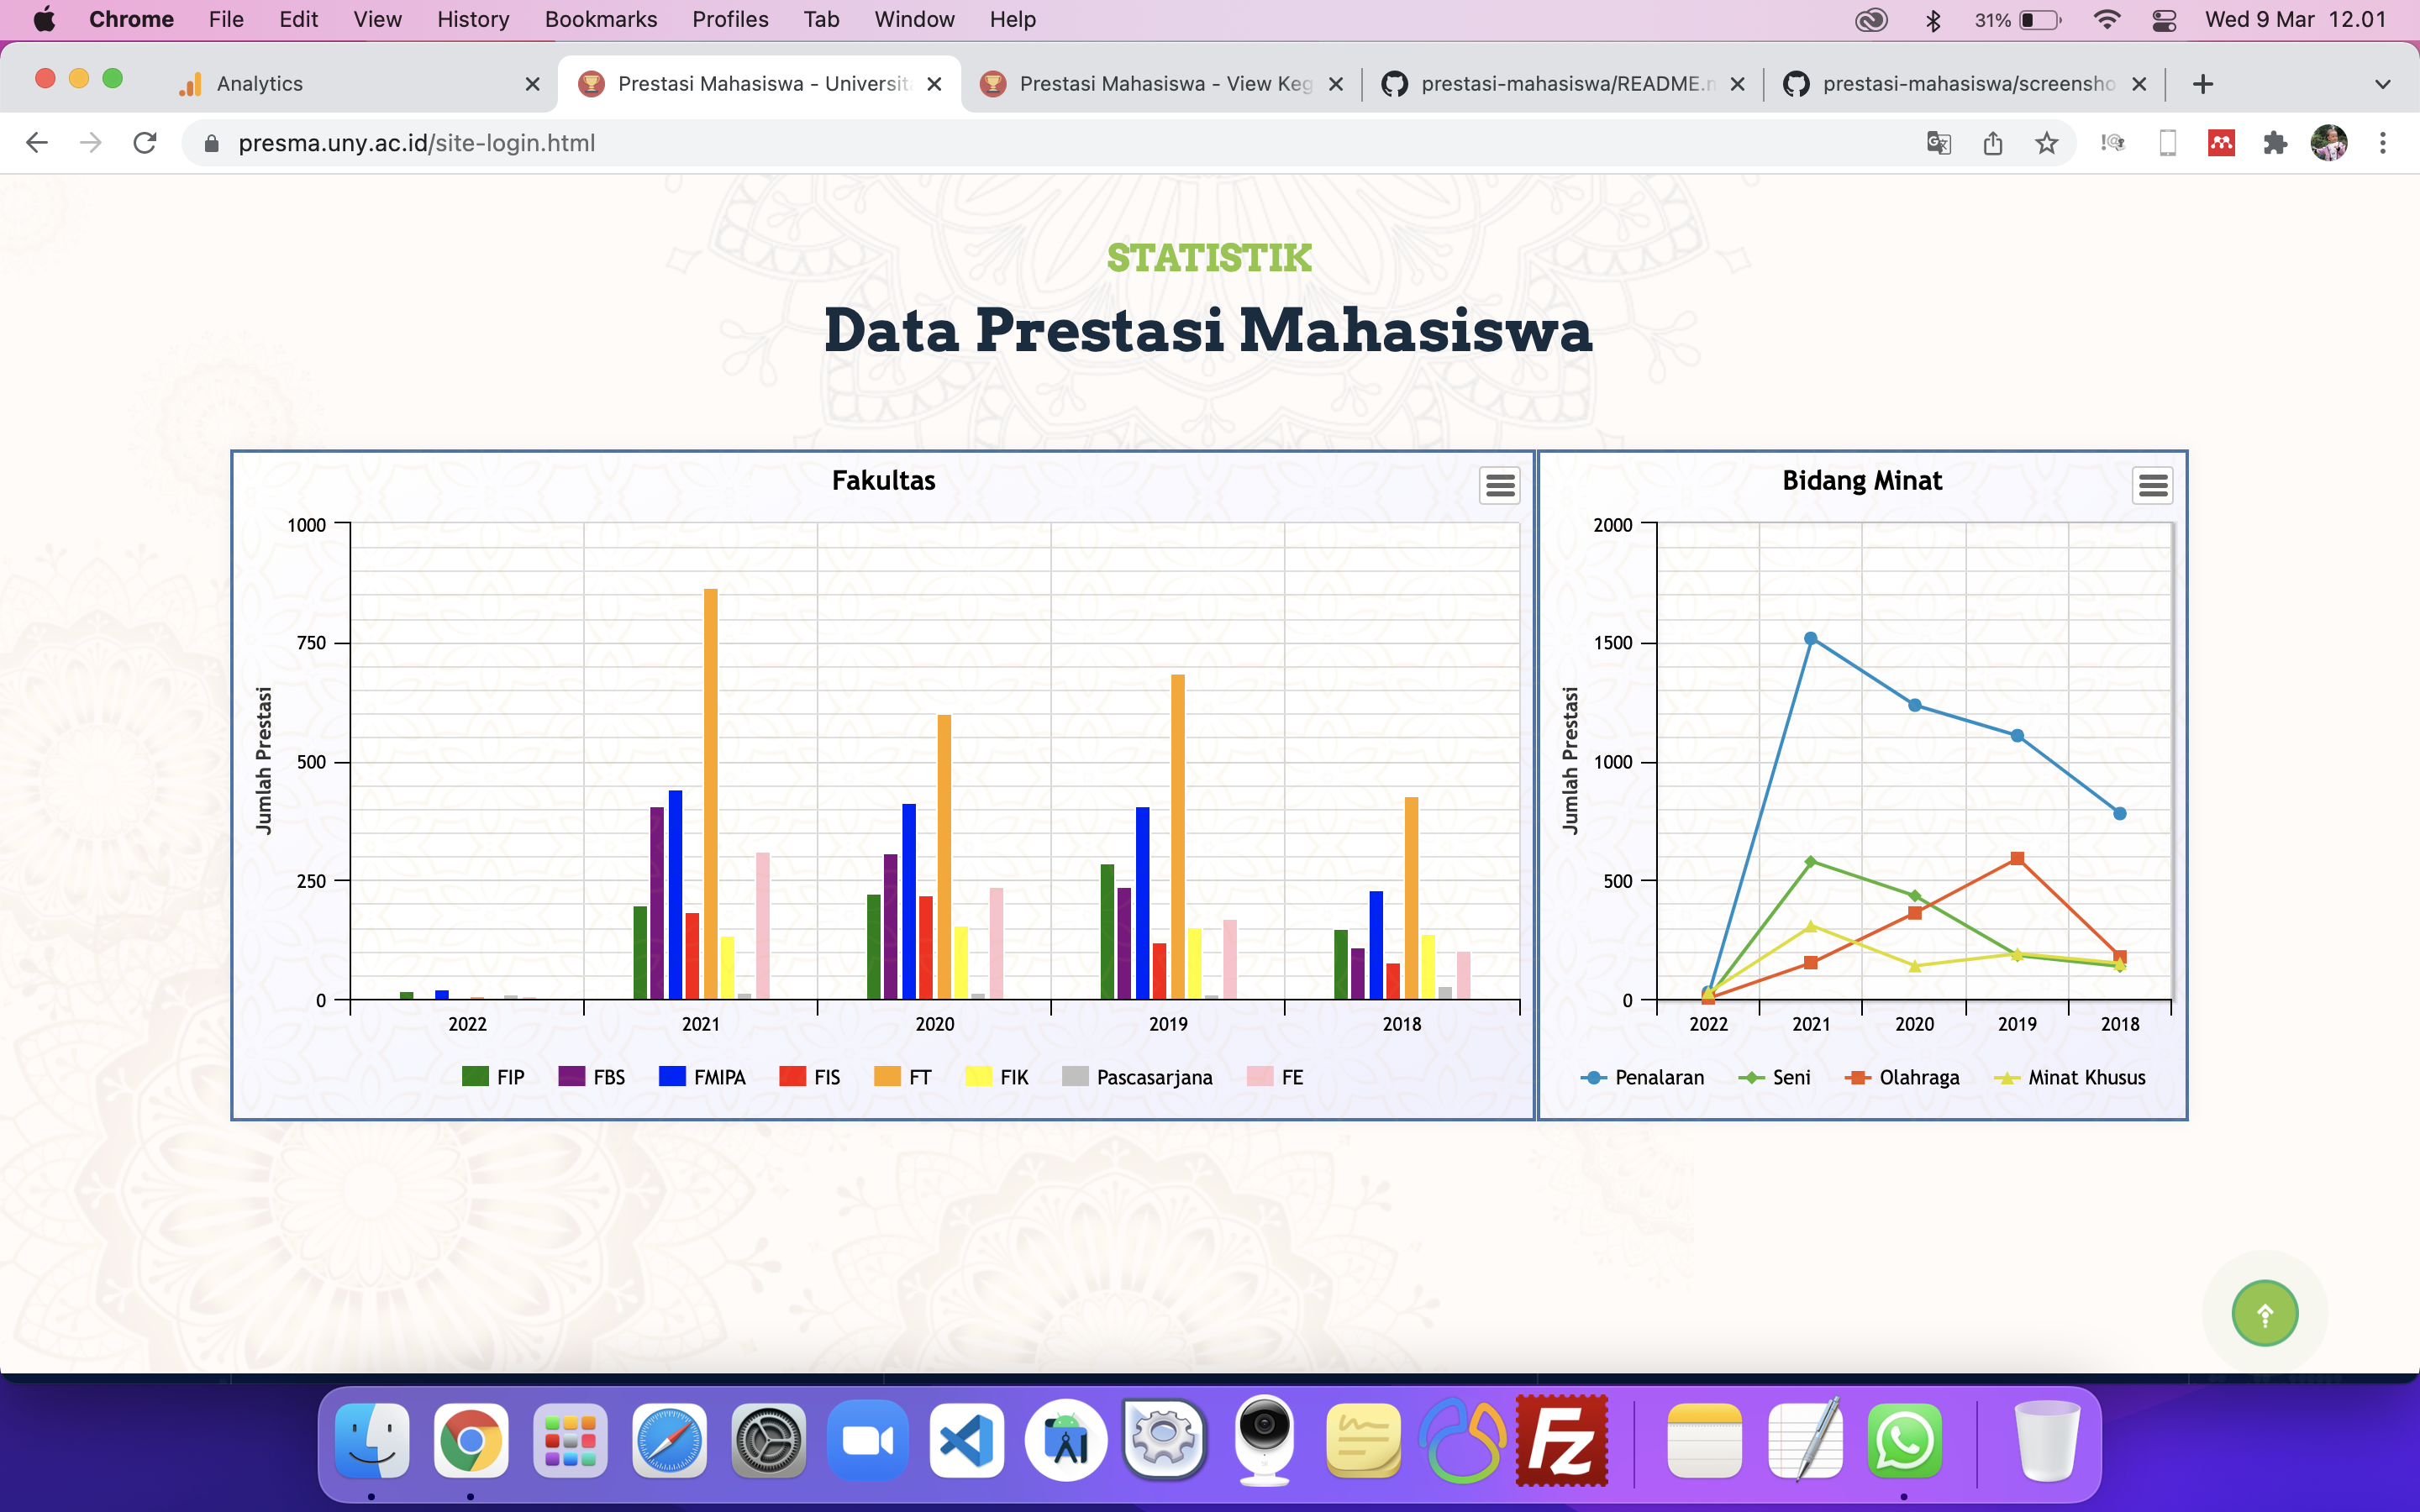 Chrome File Edit View History Bookmarks Profiles Tab Window Help 31% Wed 9 Mar 12.01
Analytics Prestasi Mahasiswa - Universita Prestasi Mahasiswa - View Keg prestasi-mahasiswa/README.m prestasi-mahasiswa/screensho
presma.uny.ac.id/site-login.html
STATISTIK
Data Prestasi Mahasiswa
Fakultas
Jumlah Prestasi
1000
750
500
250
0
2022 2021 2020 2019 2018
FIP FBS FMIPA FIS FT FIK Pascasarjana FE
Bidang Minat
Jumlah Prestasi
2000
1500
1000
500
0
2022 2021 2020 2019 2018
Penalaran Seni Olahraga Minat Khusus
Fz